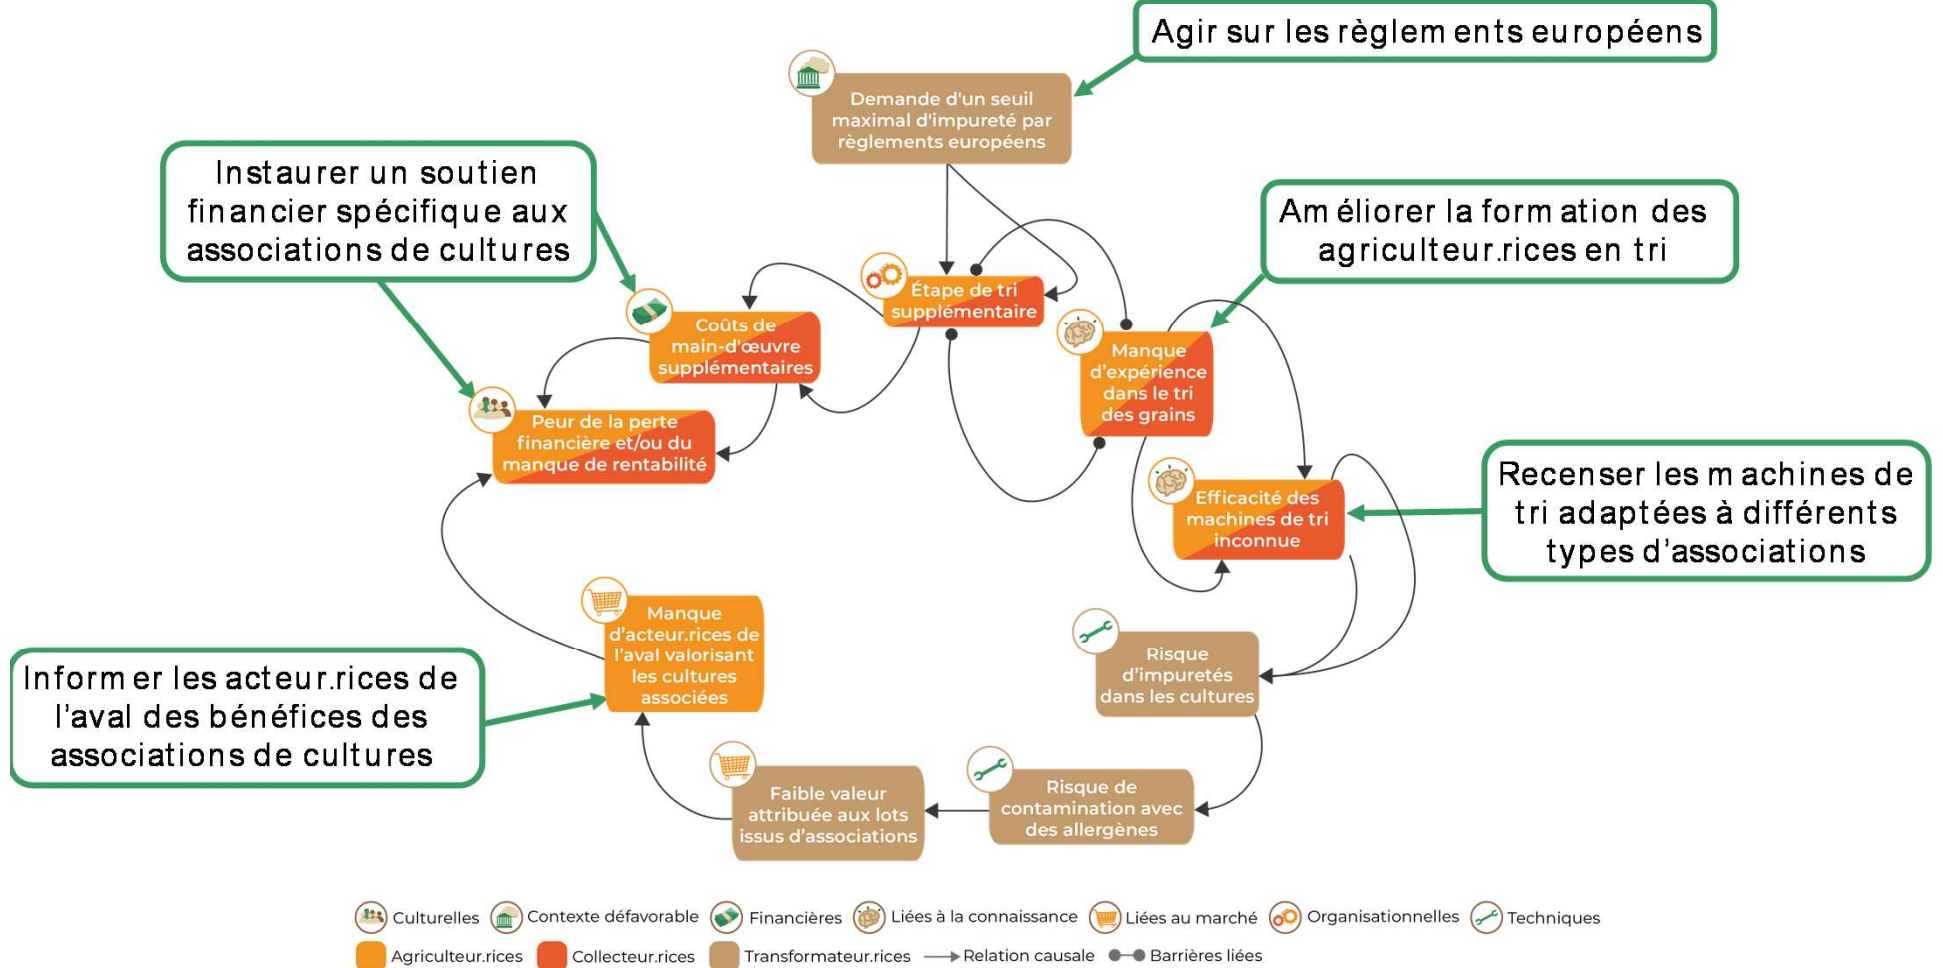 Agir sur les règlements européens
Demande d'un seuil
maximal d'impureté par
règlements européens
Instaurer un soutien
financier spécifique aux
associations de cultures
Améliorer la formation des
agriculteur.rices en tri
Étape de tri
supplémentaire
Coûts de
main-d'œuvre
supplémentaires
Manque
d'expérience
dans le tri
des grains
Peur de la perte
financière et/ou du
manque de rentabilité
Recenser les machines de
tri adaptées à différents
types d'associations
Efficacité des
machines de tri
inconnue
Manque
d'acteur.rices de
l'aval valorisant
les cultures
associées
Risque
d'impuretés
dans les cultures
Informer les acteur.rices de
l'aval des bénéfices des
associations de cultures
Faible valeur
attribuée aux lots
issus d'associations
Risque de
contamination avec
des allergènes
Culturelles Contexte défavorable Financières Liées à la connaissance Liées au marché Organisationnelles Techniques
Agriculteur.rices Collecteur.rices Transformateur.rices Relation causale Barrières liées